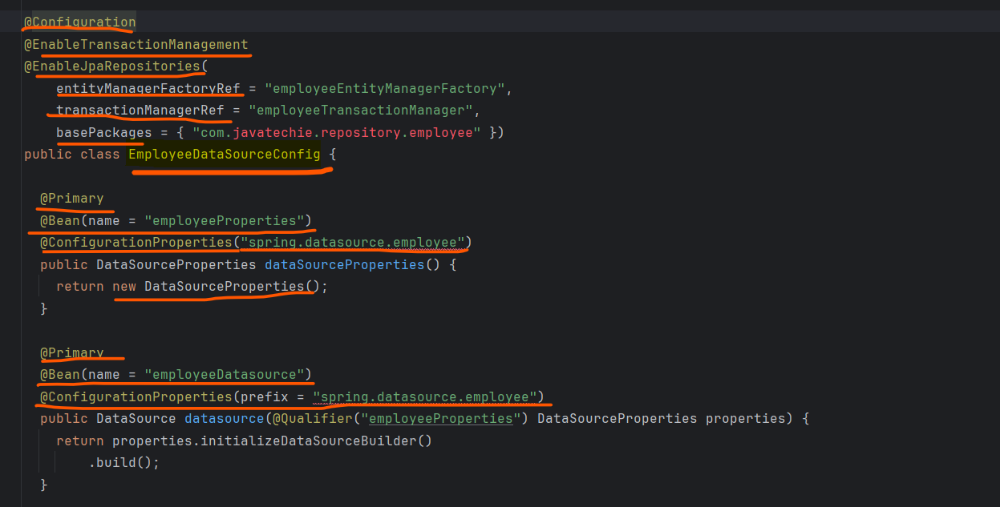 @Configuration
@EnableTransactionManagement
@EnableJpaRepositories(
entityManagerFactoryRef = "employeeEntityManagerFactory",
transactionManagerRef = "employeeTransactionManager",
basePackages = { "com.javatechie.repository.employee" })
public class EmployeeDataSourceConfig {
@Primary
@Bean(name = "employeeProperties")
@ConfigurationProperties("spring.datasource.employee")
public DataSourceProperties dataSourceProperties() {
return new DataSourceProperties();
}
@Primary
@Bean(name = "employeeDatasource")
@ConfigurationProperties(prefix = "spring.datasource.employee")
public DataSource datasource(@Qualifier("employeeProperties") DataSourceProperties properties) {
return properties.initializeDataSourceBuilder()
.build();
}